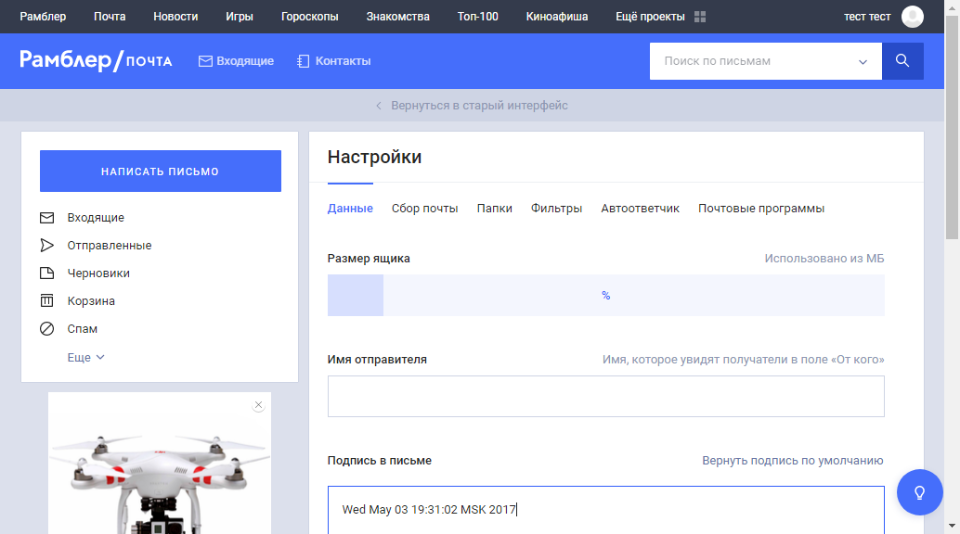 Рамблер Почта Новости Игры Гороскопы Знакомства Топ-100 Киноафиша Ещё проекты тест тест
Рамблер/почта Входящие Контакты Поиск по письмам
Вернуться в старый интерфейс
НАПИСАТЬ ПИСЬМО
Входящие
Отправленные
Черновики
Корзина
Спам
Еще
Настройки
Данные Сбор почты Папки Фильтры Автоответчик Почтовые программы
Размер ящика Использовано из МБ
%
Имя отправителя Имя, которое увидят получатели в поле «От кого»
Подпись в письме Вернуть подпись по умолчанию
Wed May 03 19:31:02 MSK 2017